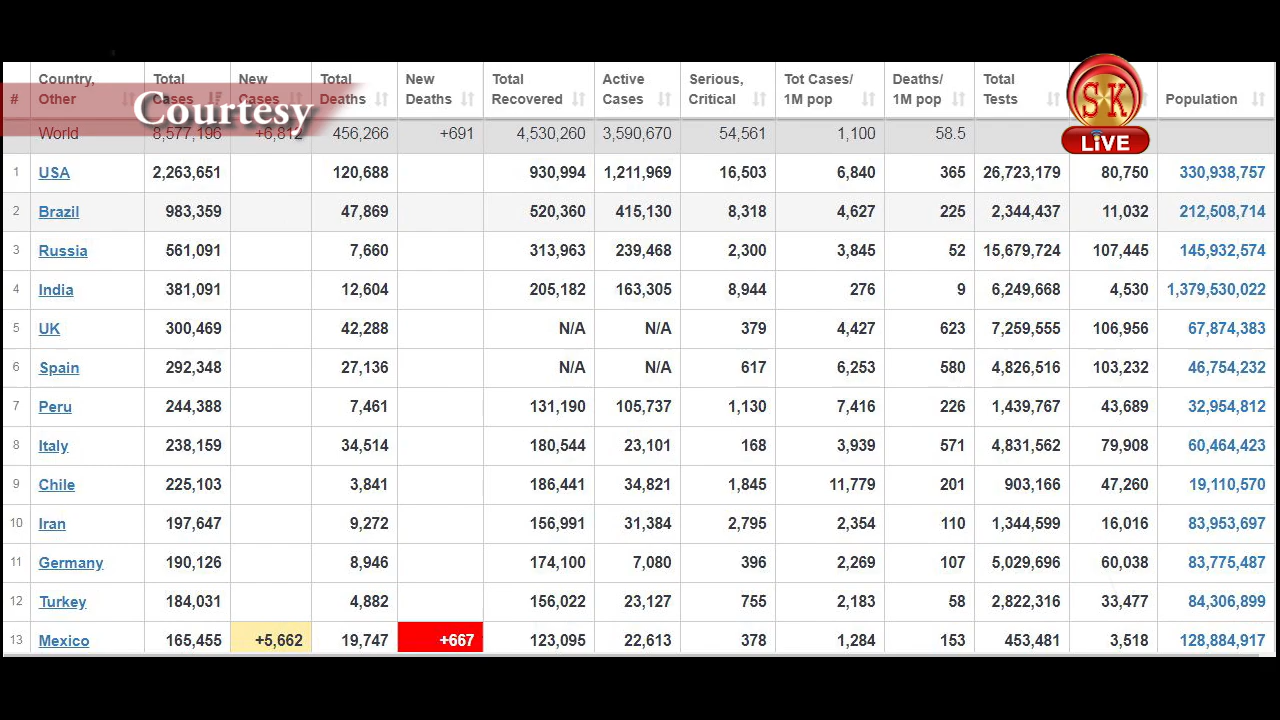 Country, Total New Total New Total Active Serious, Tot Cases/ Deaths/ Total
# Other Cases Cases Deaths Deaths Recovered Cases Critical 1M pop 1M pop Tests Population
Courtesy
SK
LiVE
World 8,577,196 +6,812 456,266 +691 4,530,260 3,590,670 54,561 1,100 58.5
1 USA 2,263,651 120,688 930,994 1,211,969 16,503 6,840 365 26,723,179 80,750 330,938,757
2 Brazil 983,359 47,869 520,360 415,130 8,318 4,627 225 2,344,437 11,032 212,508,714
3 Russia 561,091 7,660 313,963 239,468 2,300 3,845 52 15,679,724 107,445 145,932,574
4 India 381,091 12,604 205,182 163,305 8,944 276 9 6,249,668 4,530 1,379,530,022
5 UK 300,469 42,288 N/A N/A 379 4,427 623 7,259,555 106,956 67,874,383
6 Spain 292,348 27,136 N/A N/A 617 6,253 580 4,826,516 103,232 46,754,232
7 Peru 244,388 7,461 131,190 105,737 1,130 7,416 226 1,439,767 43,689 32,954,812
8 Italy 238,159 34,514 180,544 23,101 168 3,939 571 4,831,562 79,908 60,464,423
9 Chile 225,103 3,841 186,441 34,821 1,845 11,779 201 903,166 47,260 19,110,570
10 Iran 197,647 9,272 156,991 31,384 2,795 2,354 110 1,344,599 16,016 83,953,697
11 Germany 190,126 8,946 174,100 7,080 396 2,269 107 5,029,696 60,038 83,775,487
12 Turkey 184,031 4,882 156,022 23,127 755 2,183 58 2,822,316 33,477 84,306,899
13 Mexico 165,455 +5,662 19,747 +667 123,095 22,613 378 1,284 153 453,481 3,518 128,884,917